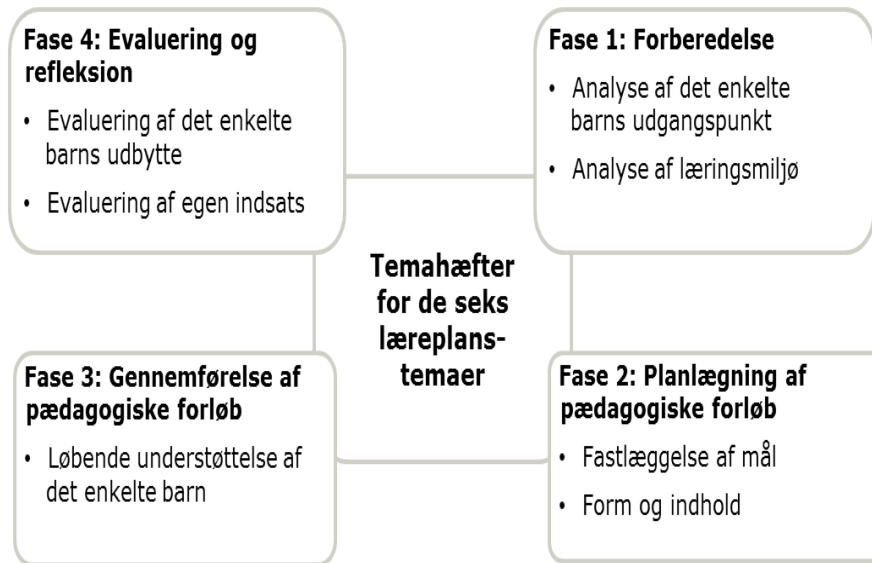 Fase 4: Evaluering og
refleksion
• Evaluering af det enkelte
barns udbytte
• Evaluering af egen indsats
Fase 1: Forberedelse
• Analyse af det enkelte
barns udgangspunkt
• Analyse af læringsmiljø
Temahæfter
for de seks
læreplans-
temaer
Fase 3: Gennemførelse af
pædagogiske forløb
• Løbende understøttelse af
det enkelte barn
Fase 2: Planlægning af
pædagogiske forløb
• Fastlæggelse af mål
• Form og indhold